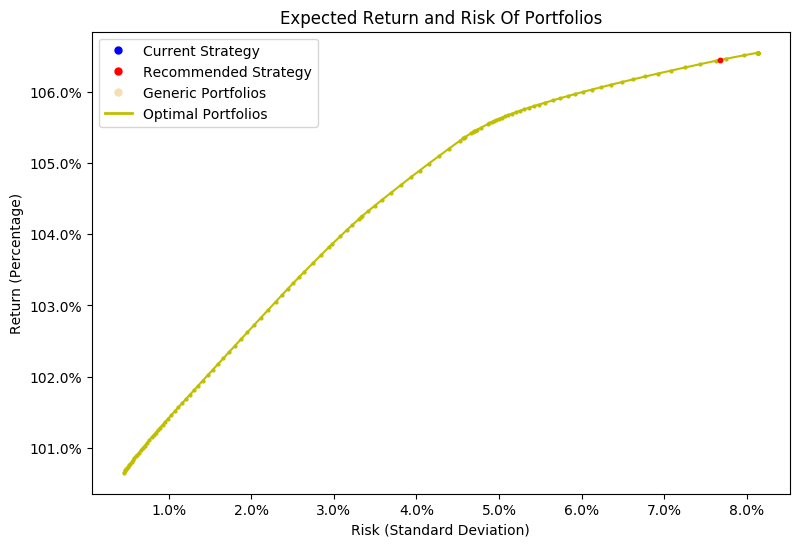 Expected Return and Risk Of Portfolios
Current Strategy
Recommended Strategy
Generic Portfolios
Optimal Portfolios
Return (Percentage)
106.0%
105.0%
104.0%
103.0%
102.0%
101.0%
1.0% 2.0% 3.0% 4.0% 5.0% 6.0% 7.0% 8.0%
Risk (Standard Deviation)